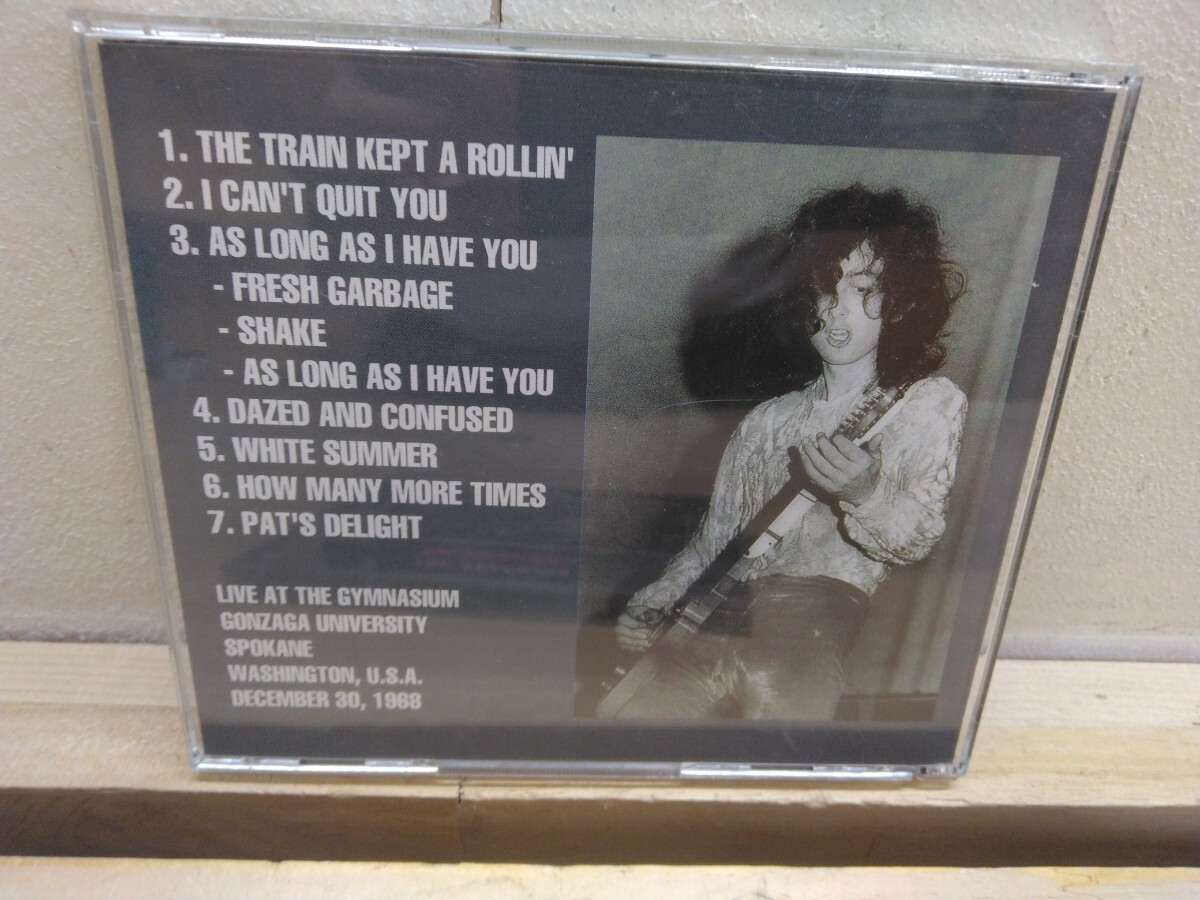 1. THE TRAIN KEPT A ROLLIN'
2. I CAN'T QUIT YOU
3. AS LONG AS I HAVE YOU
- FRESH GARBAGE
- SHAKE
- AS LONG AS I HAVE YOU
4. DAZED AND CONFUSED
5. WHITE SUMMER
6. HOW MANY MORE TIMES
7. PAT'S DELIGHT
LIVE AT THE GYMNASIUM
GONZAGA UNIVERSITY
SPOKANE
WASHINGTON, U.S.A.
DECEMBER 30, 1968